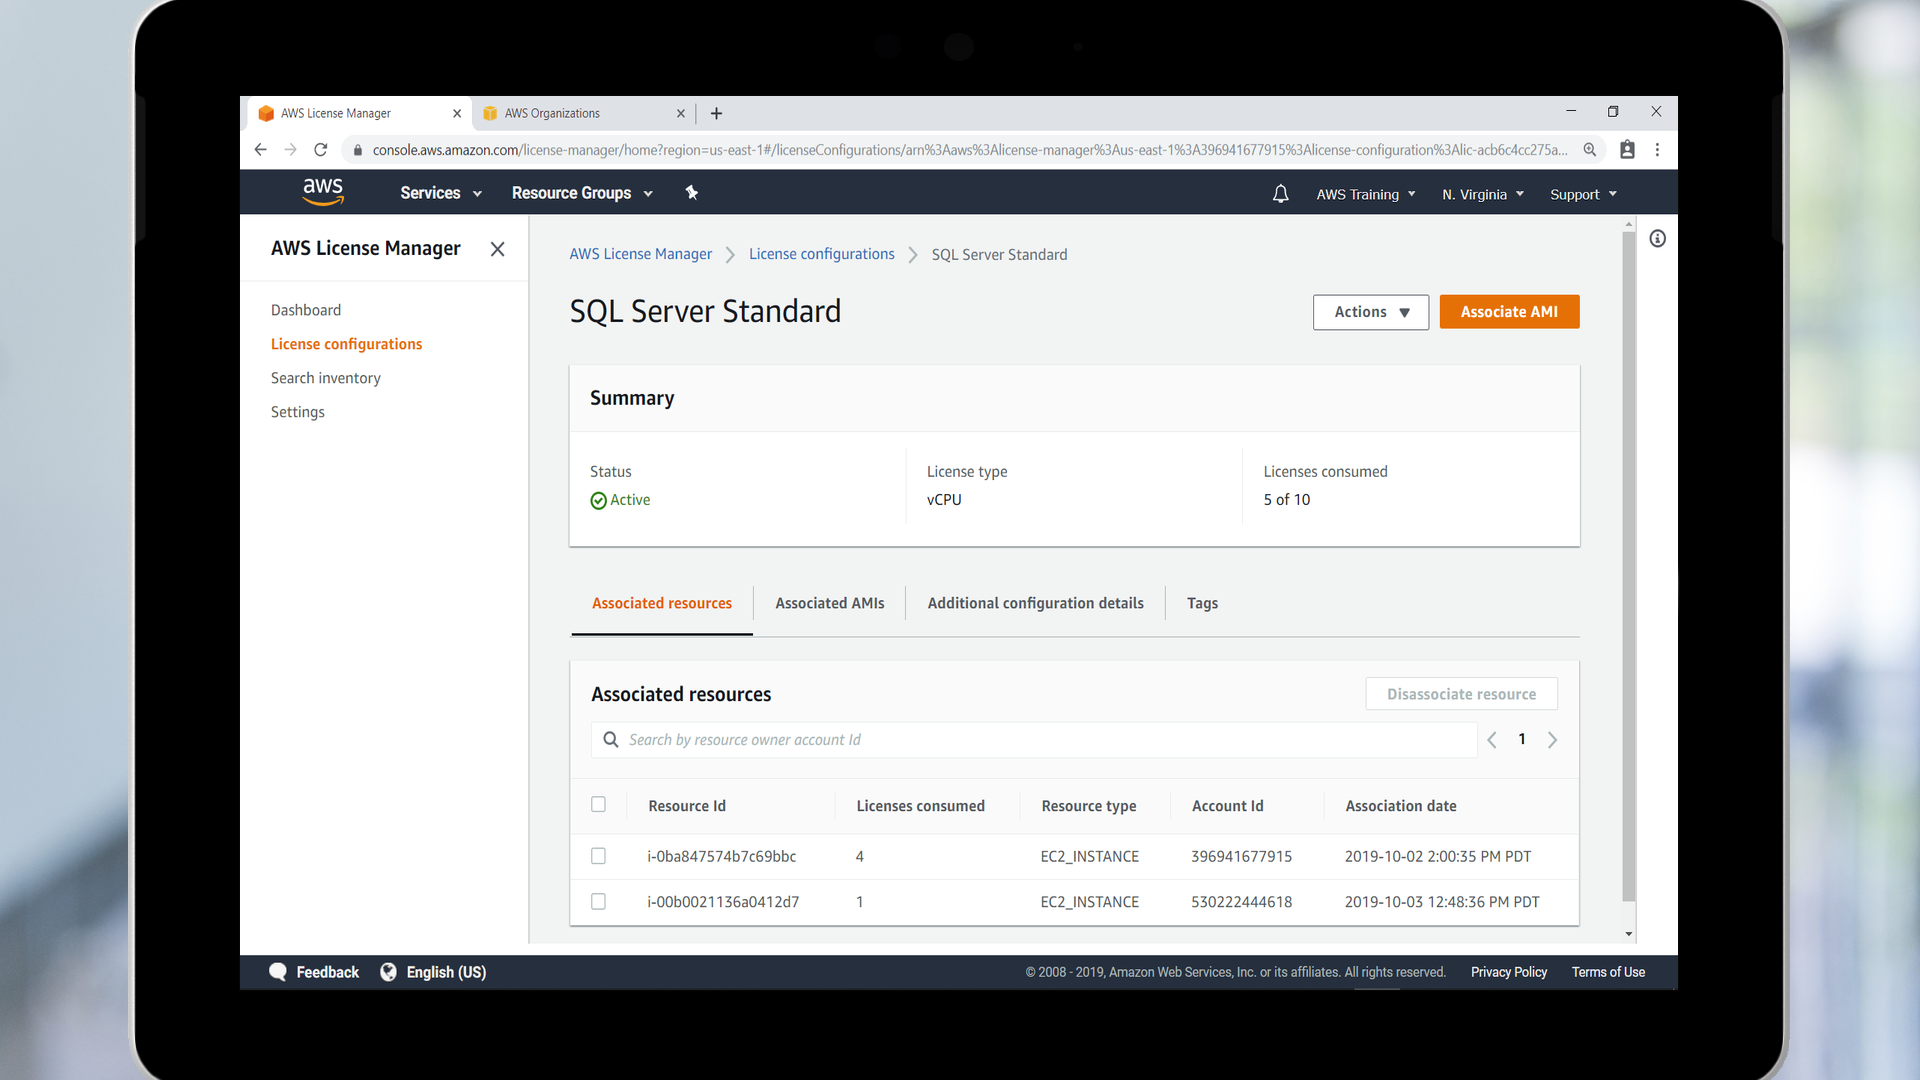 AWS License Manager
AWS Organizations
console.aws.amazon.com/license-manager/home?region=us-east-1#/licenseConfigurations/arn%3Aaws%3Alicense-manager%3Aus-east-1%3A396941677915%3Alicense-configuration%3Alic-acb6c4cc275a...
aws Services Resource Groups AWS Training N. Virginia Support
AWS License Manager
Dashboard
License configurations
Search inventory
Settings
AWS License Manager License configurations SQL Server Standard
SQL Server Standard
Actions Associate AMI
Summary
Status License type Licenses consumed
Active vCPU 5 of 10
Associated resources Associated AMIs Additional configuration details Tags
Associated resources Disassociate resource
Search by resource owner account Id 1
Resource Id Licenses consumed Resource type Account Id Association date
i-0ba847574b7c69bbc 4 EC2_INSTANCE 396941677915 2019-10-02 2:00:35 PM PDT
i-00b0021136a0412d7 1 EC2_INSTANCE 530222444618 2019-10-03 12:48:36 PM PDT
Feedback English (US) © 2008 - 2019, Amazon Web Services, Inc. or its affiliates. All rights reserved. Privacy Policy Terms of Use